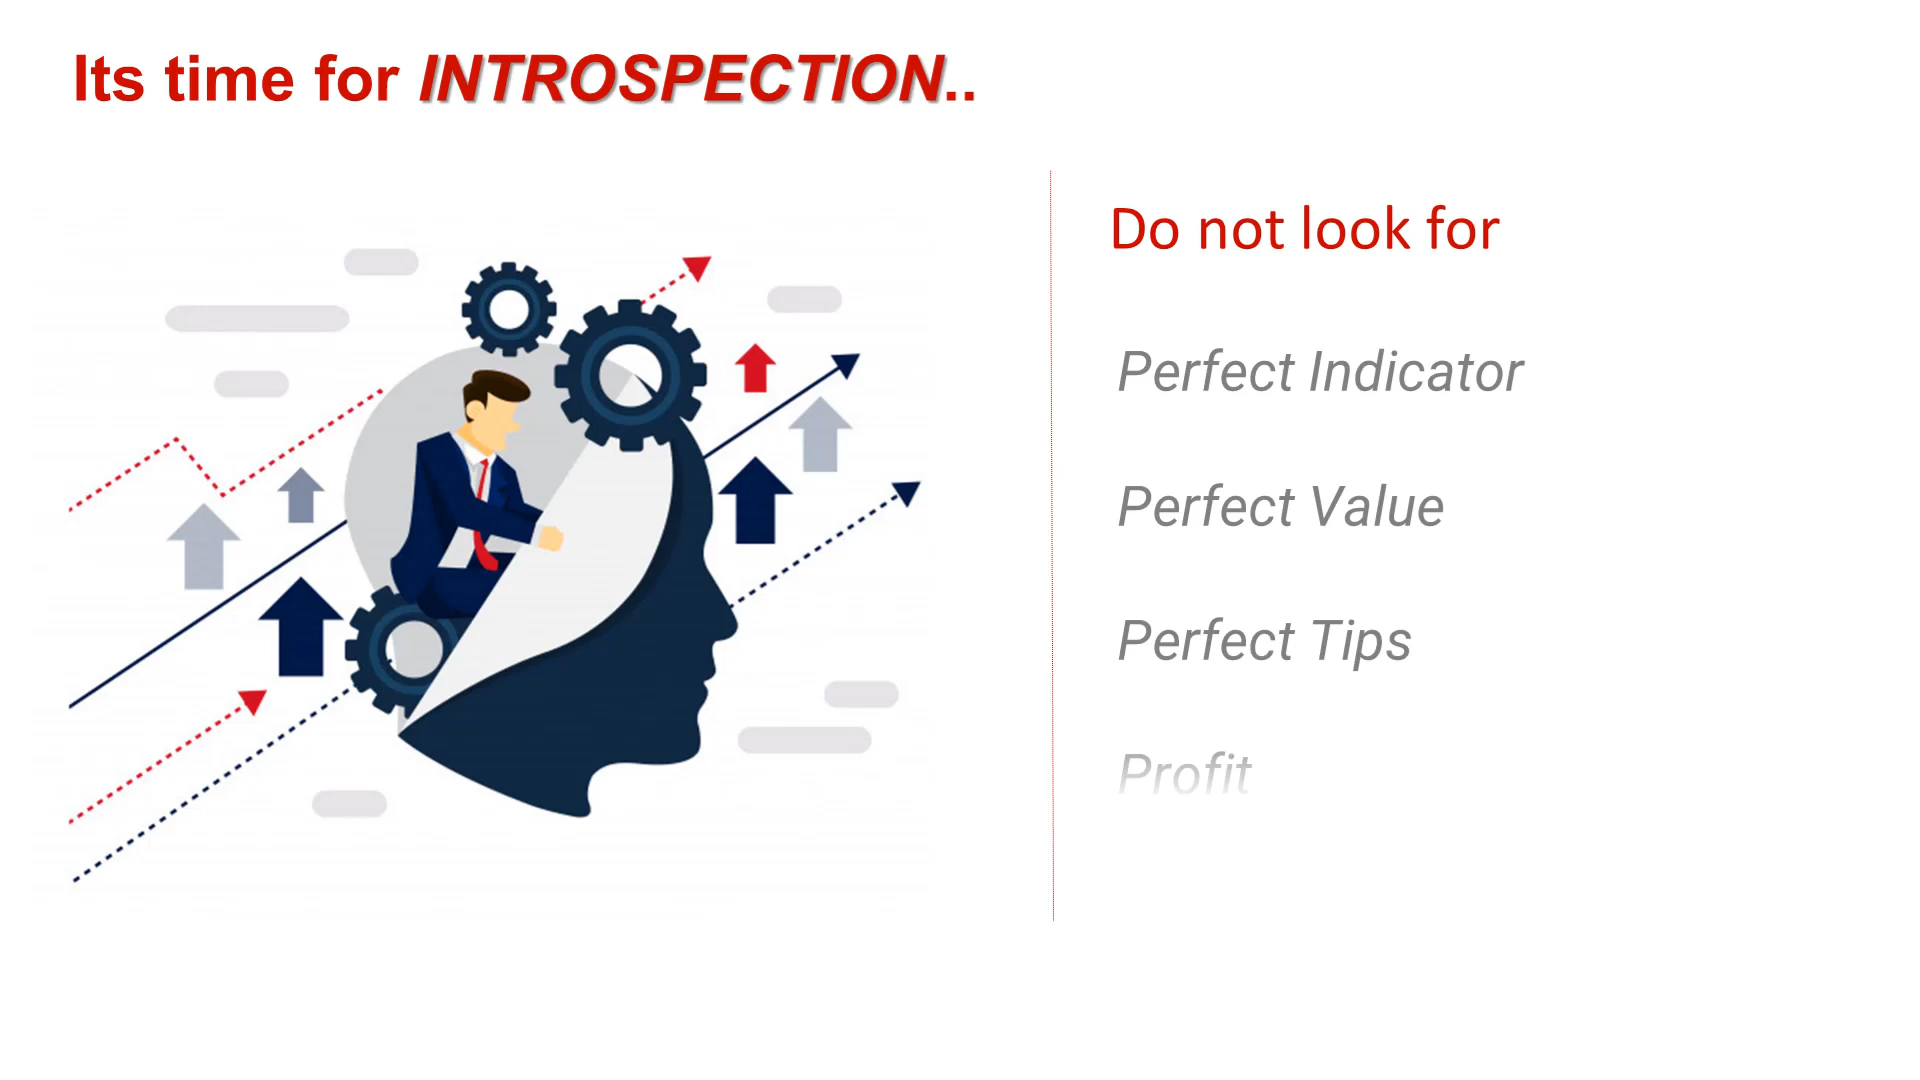 Its time for INTROSPECTION..
Do not look for
Perfect Indicator
Perfect Value
Perfect Tips
Profit